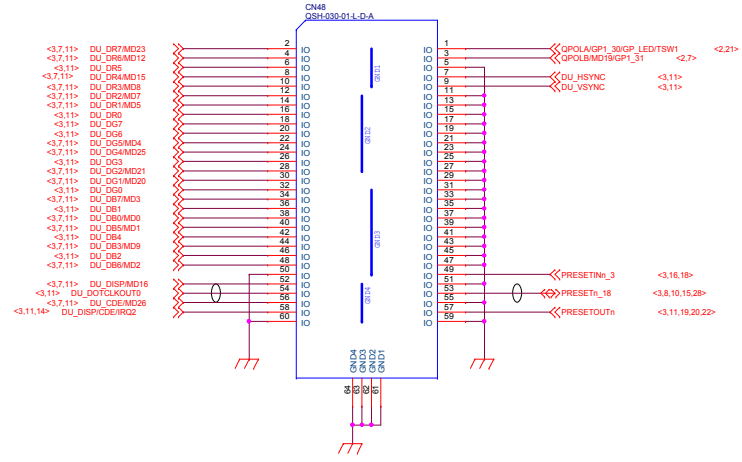 CN48
QSH-030-01-L-D-A
<3,7,11> DU_DR7/MD23 2 IO IO 1 QPOLA/GP1_30/GP_LED/TSW1 <2,21>
<3,7,11> DU_DR6/MD12 4 IO IO 3 QPOLB/MD19/GP1_31 <2,7>
<3,11> DU_DR5 6 IO IO 5
<3,7,11> DU_DR4/MD15 8 IO IO 7 DU_HSYNC <3,11>
<3,7,11> DU_DR3/MD8 10 IO IO 9 DU_VSYNC <3,11>
<3,7,11> DU_DR2/MD7 12 IO IO 11
<3,7,11> DU_DR1/MD5 14 IO IO 13
<3,11> DU_DR0 16 IO IO 15
<3,11> DU_DG7 18 IO IO 17
<3,11> DU_DG6 20 IO IO 19
<3,7,11> DU_DG5/MD4 22 IO IO 21
<3,7,11> DU_DG4/MD25 24 IO IO 23
<3,11> DU_DG3 26 IO IO 25
<3,7,11> DU_DG2/MD21 28 IO IO 27
<3,7,11> DU_DG1/MD20 30 IO IO 29
<3,11> DU_DG0 32 IO IO 31
<3,7,11> DU_DB7/MD3 34 IO IO 33
<3,11> DU_DB1 36 IO IO 35
<3,7,11> DU_DB0/MD0 38 IO IO 37
<3,7,11> DU_DB5/MD1 40 IO IO 39
<3,11> DU_DB4 42 IO IO 41
<3,7,11> DU_DB3/MD9 44 IO IO 43
<3,11> DU_DB2 46 IO IO 45
<3,7,11> DU_DB6/MD2 48 IO IO 47
50 IO IO 49 PRESETINn_3 <3,16,18>
<3,7,11> DU_DISP/MD16 52 IO IO 51
<3,11> DU_DOTCLKOUT0 54 IO IO 53 PRESETn_18 <3,8,10,15,28>
<3,7,11> DU_CDE/MD26 56 IO IO 55
<3,11,14> DU_DISP/CDE/IRQ2 58 IO IO 57 PRESETOUTn <3,11,19,20,22>
60 IO IO 59
GND1
GND2
GND3
GND4
GND4 GND3 GND2 GND1
64 63 62 61